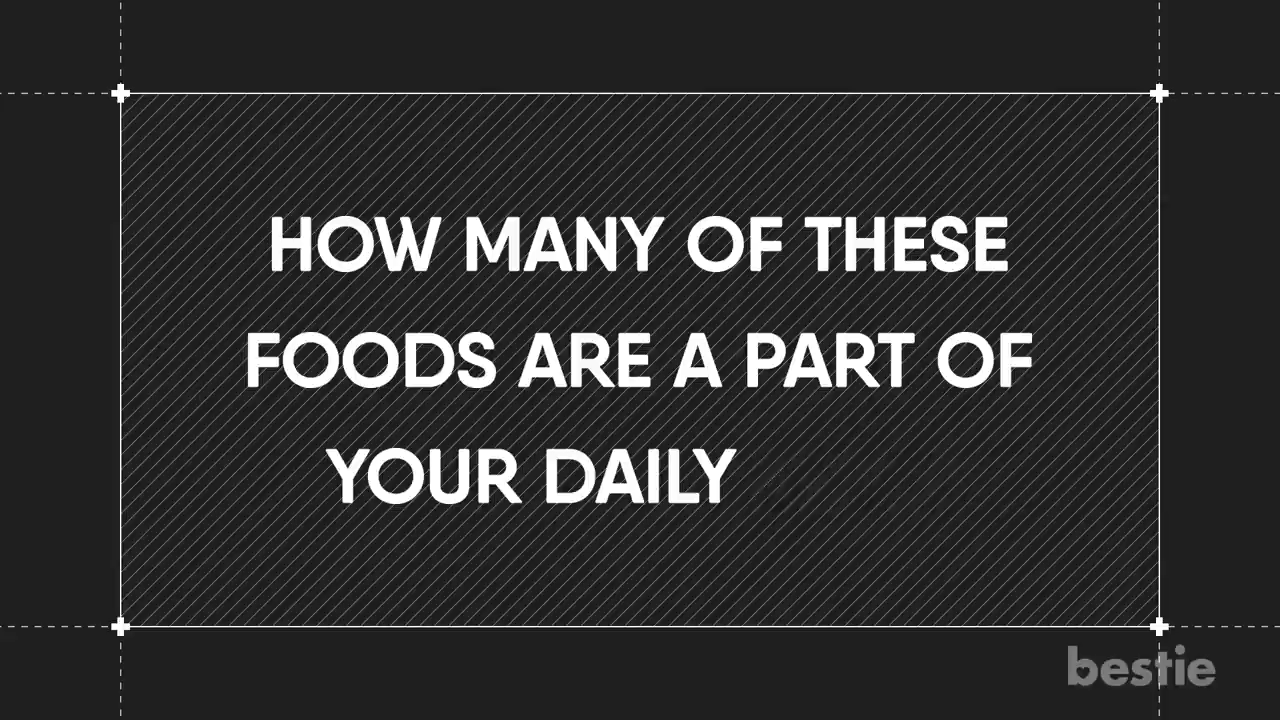 HOW MANY OF THESE
FOODS ARE A PART OF
YOUR DAILY
bestie